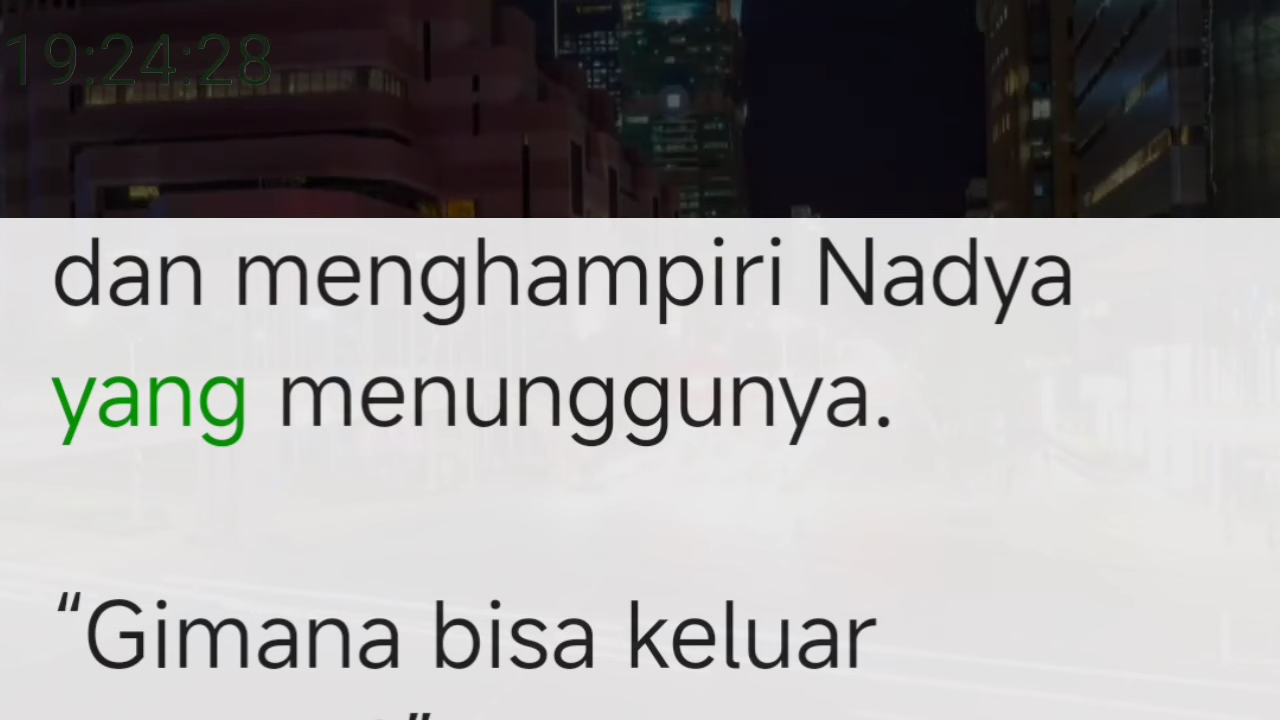 19:24:28
dan menghampiri Nadya
yang menunggunya.
“Gimana bisa keluar
”